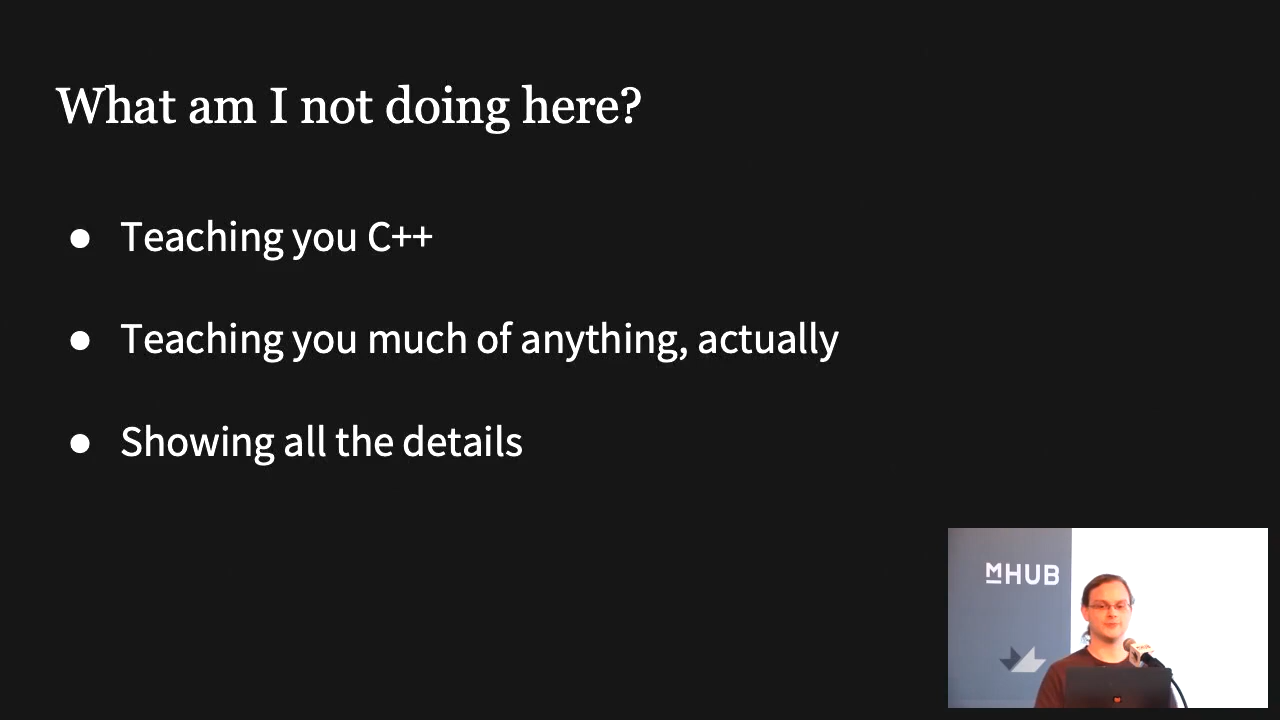 What am I not doing here?
● Teaching you C++
● Teaching you much of anything, actually
● Showing all the details
mHUB